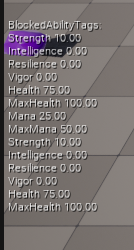 BlockedAbilityTags:
Strength 10.00
Intelligence 0.00
Resilience 0.00
Vigor 0.00
Health 75.00
MaxHealth 100.00
Mana 25.00
MaxMana 50.00
Strength 10.00
Intelligence 0.00
Resilience 0.00
Vigor 0.00
Health 75.00
MaxHealth 100.00